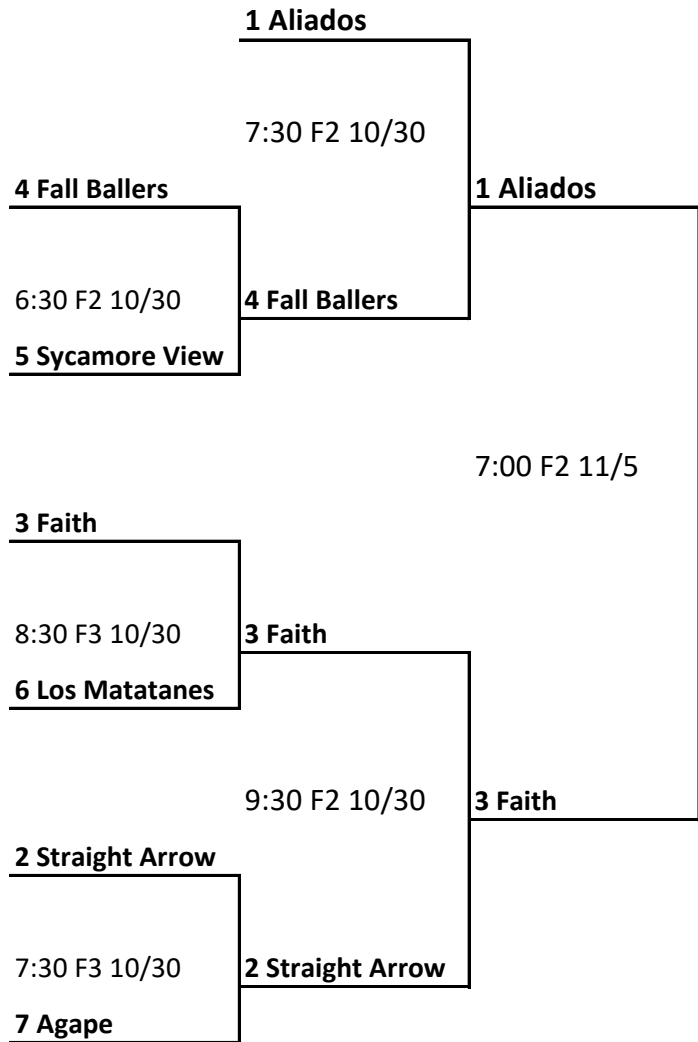 1 Aliados
7:30 F2 10/30
4 Fall Ballers
1 Aliados
6:30 F2 10/30
4 Fall Ballers
5 Sycamore View
7:00 F2 11/5
3 Faith
8:30 F3 10/30
3 Faith
6 Los Matatanes
9:30 F2 10/30
3 Faith
2 Straight Arrow
7:30 F3 10/30
2 Straight Arrow
7 Agape